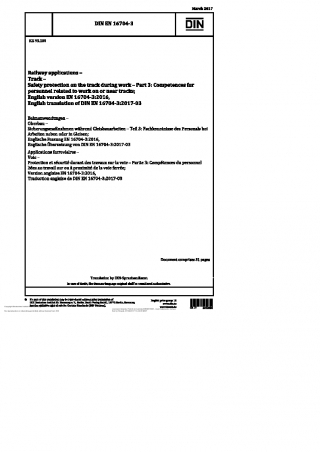 March 2017
DIN EN 16704-3
DIN
ICS 93.100
Railway applications –
Track –
Safety protection on the track during work – Part 3: Competences for
personnel related to work on or near tracks;
English version EN 16704-3:2016,
English translation of DIN EN 16704-3:2017-03
Bahnanwendungen –
Oberbau –
Sicherungsmaßnahmen während Gleisbauarbeiten – Teil 3: Fachkenntnisse des Personals bei
Arbeiten neben oder in Gleisen;
Englische Fassung EN 16704-3:2016,
Englische Übersetzung von DIN EN 16704-3:2017-03
Applications ferroviaires –
Voie –
Protection et sécurité durant des travaux sur la voie – Partie 3: Compétences du personnel
liées au travail sur ou à proximité de la voie ferrée;
Version anglaise EN 16704-3:2016,
Traduction anglaise de DIN EN 16704-3:2017-03
Document comprises 31 pages
Translation by DIN-Sprachendienst.
In case of doubt, the German-language original shall be considered authoritative.